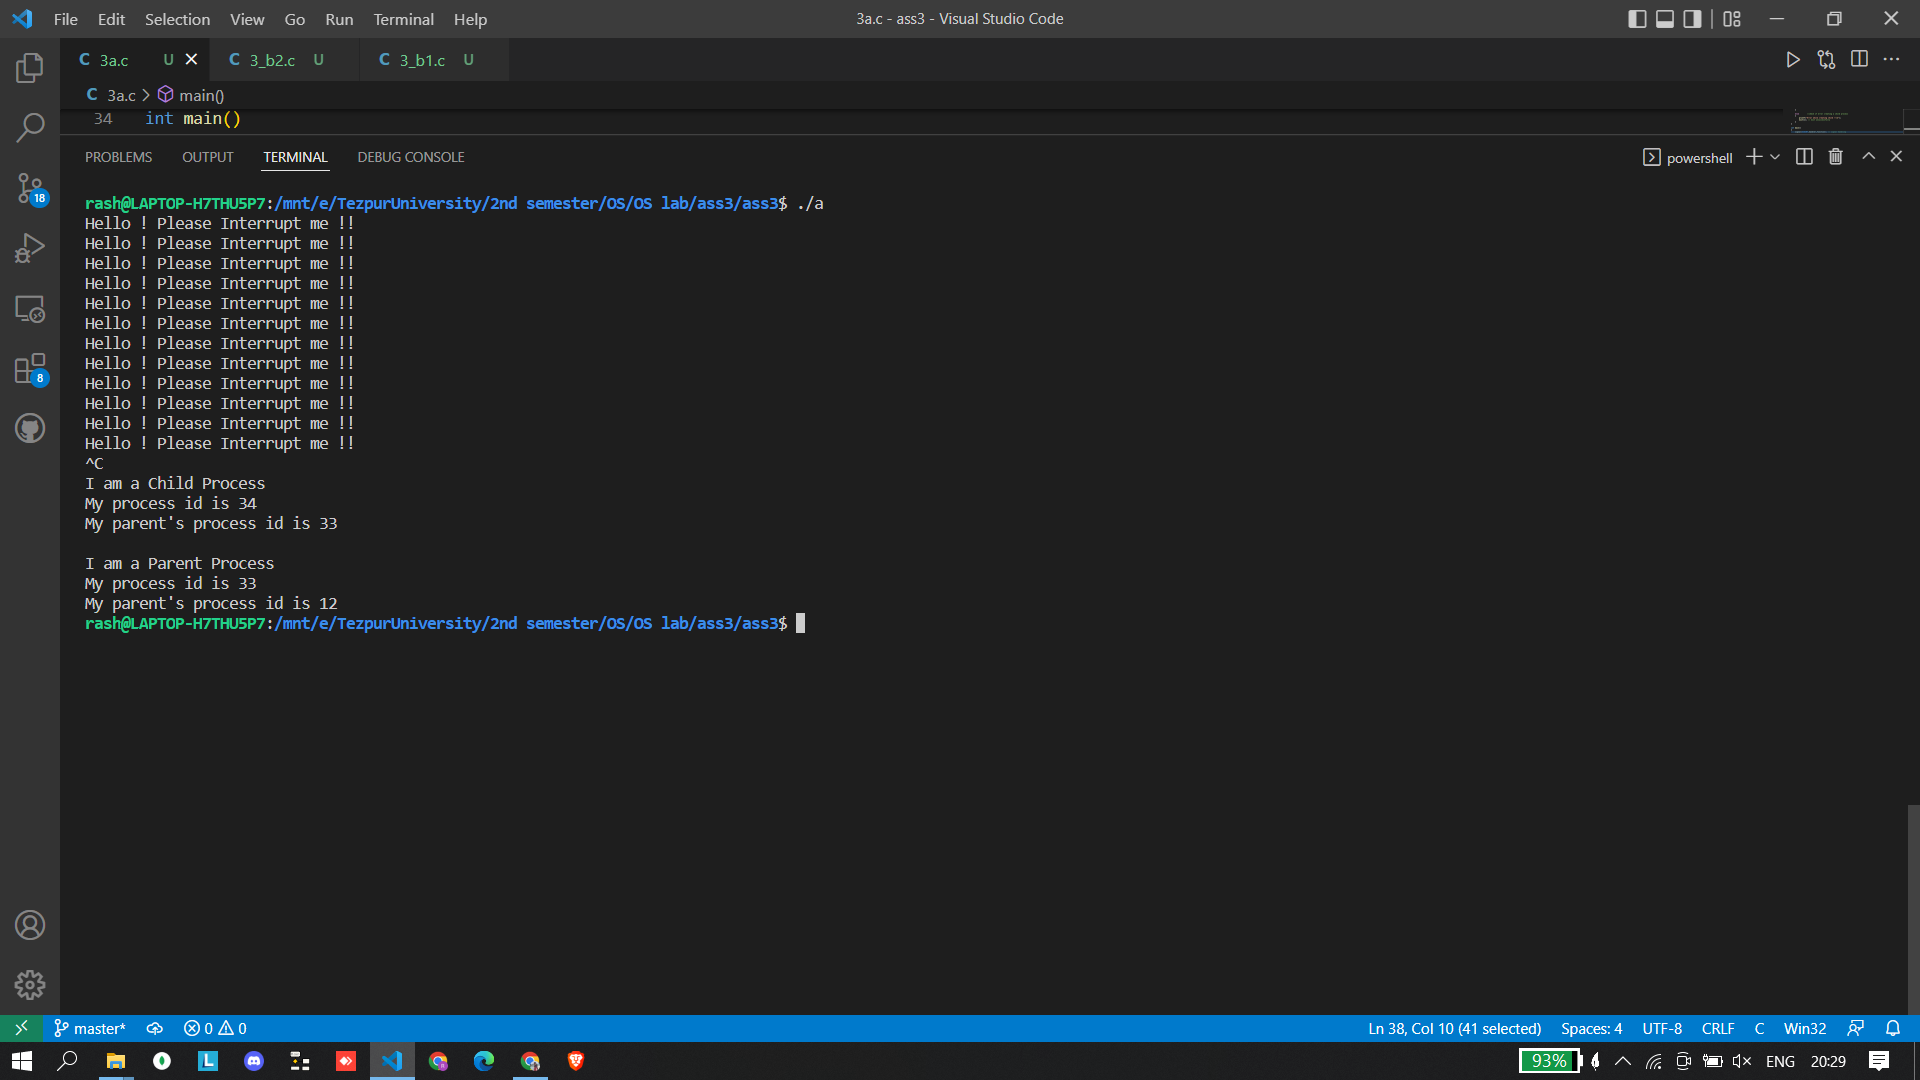 File Edit Selection View Go Run Terminal Help
3a.c - ass3 - Visual Studio Code
C 3a.c U
C 3_b2.c U
C 3_b1.c U
C 3a.c > main()
34 int main()
PROBLEMS OUTPUT TERMINAL DEBUG CONSOLE
powershell
rash@LAPTOP-H7THU5P7:/mnt/e/TezpurUniversity/2nd semester/OS/OS lab/ass3/ass3$ ./a
Hello ! Please Interrupt me !!
Hello ! Please Interrupt me !!
Hello ! Please Interrupt me !!
Hello ! Please Interrupt me !!
Hello ! Please Interrupt me !!
Hello ! Please Interrupt me !!
Hello ! Please Interrupt me !!
Hello ! Please Interrupt me !!
Hello ! Please Interrupt me !!
Hello ! Please Interrupt me !!
Hello ! Please Interrupt me !!
Hello ! Please Interrupt me !!
^C
I am a Child Process
My process id is 34
My parent's process id is 33
I am a Parent Process
My process id is 33
My parent's process id is 12
rash@LAPTOP-H7THU5P7:/mnt/e/TezpurUniversity/2nd semester/OS/OS lab/ass3/ass3$
18
8
master* 0 0
Ln 38, Col 10 (41 selected) Spaces: 4 UTF-8 CRLF C Win32
L
93% ENG 20:29